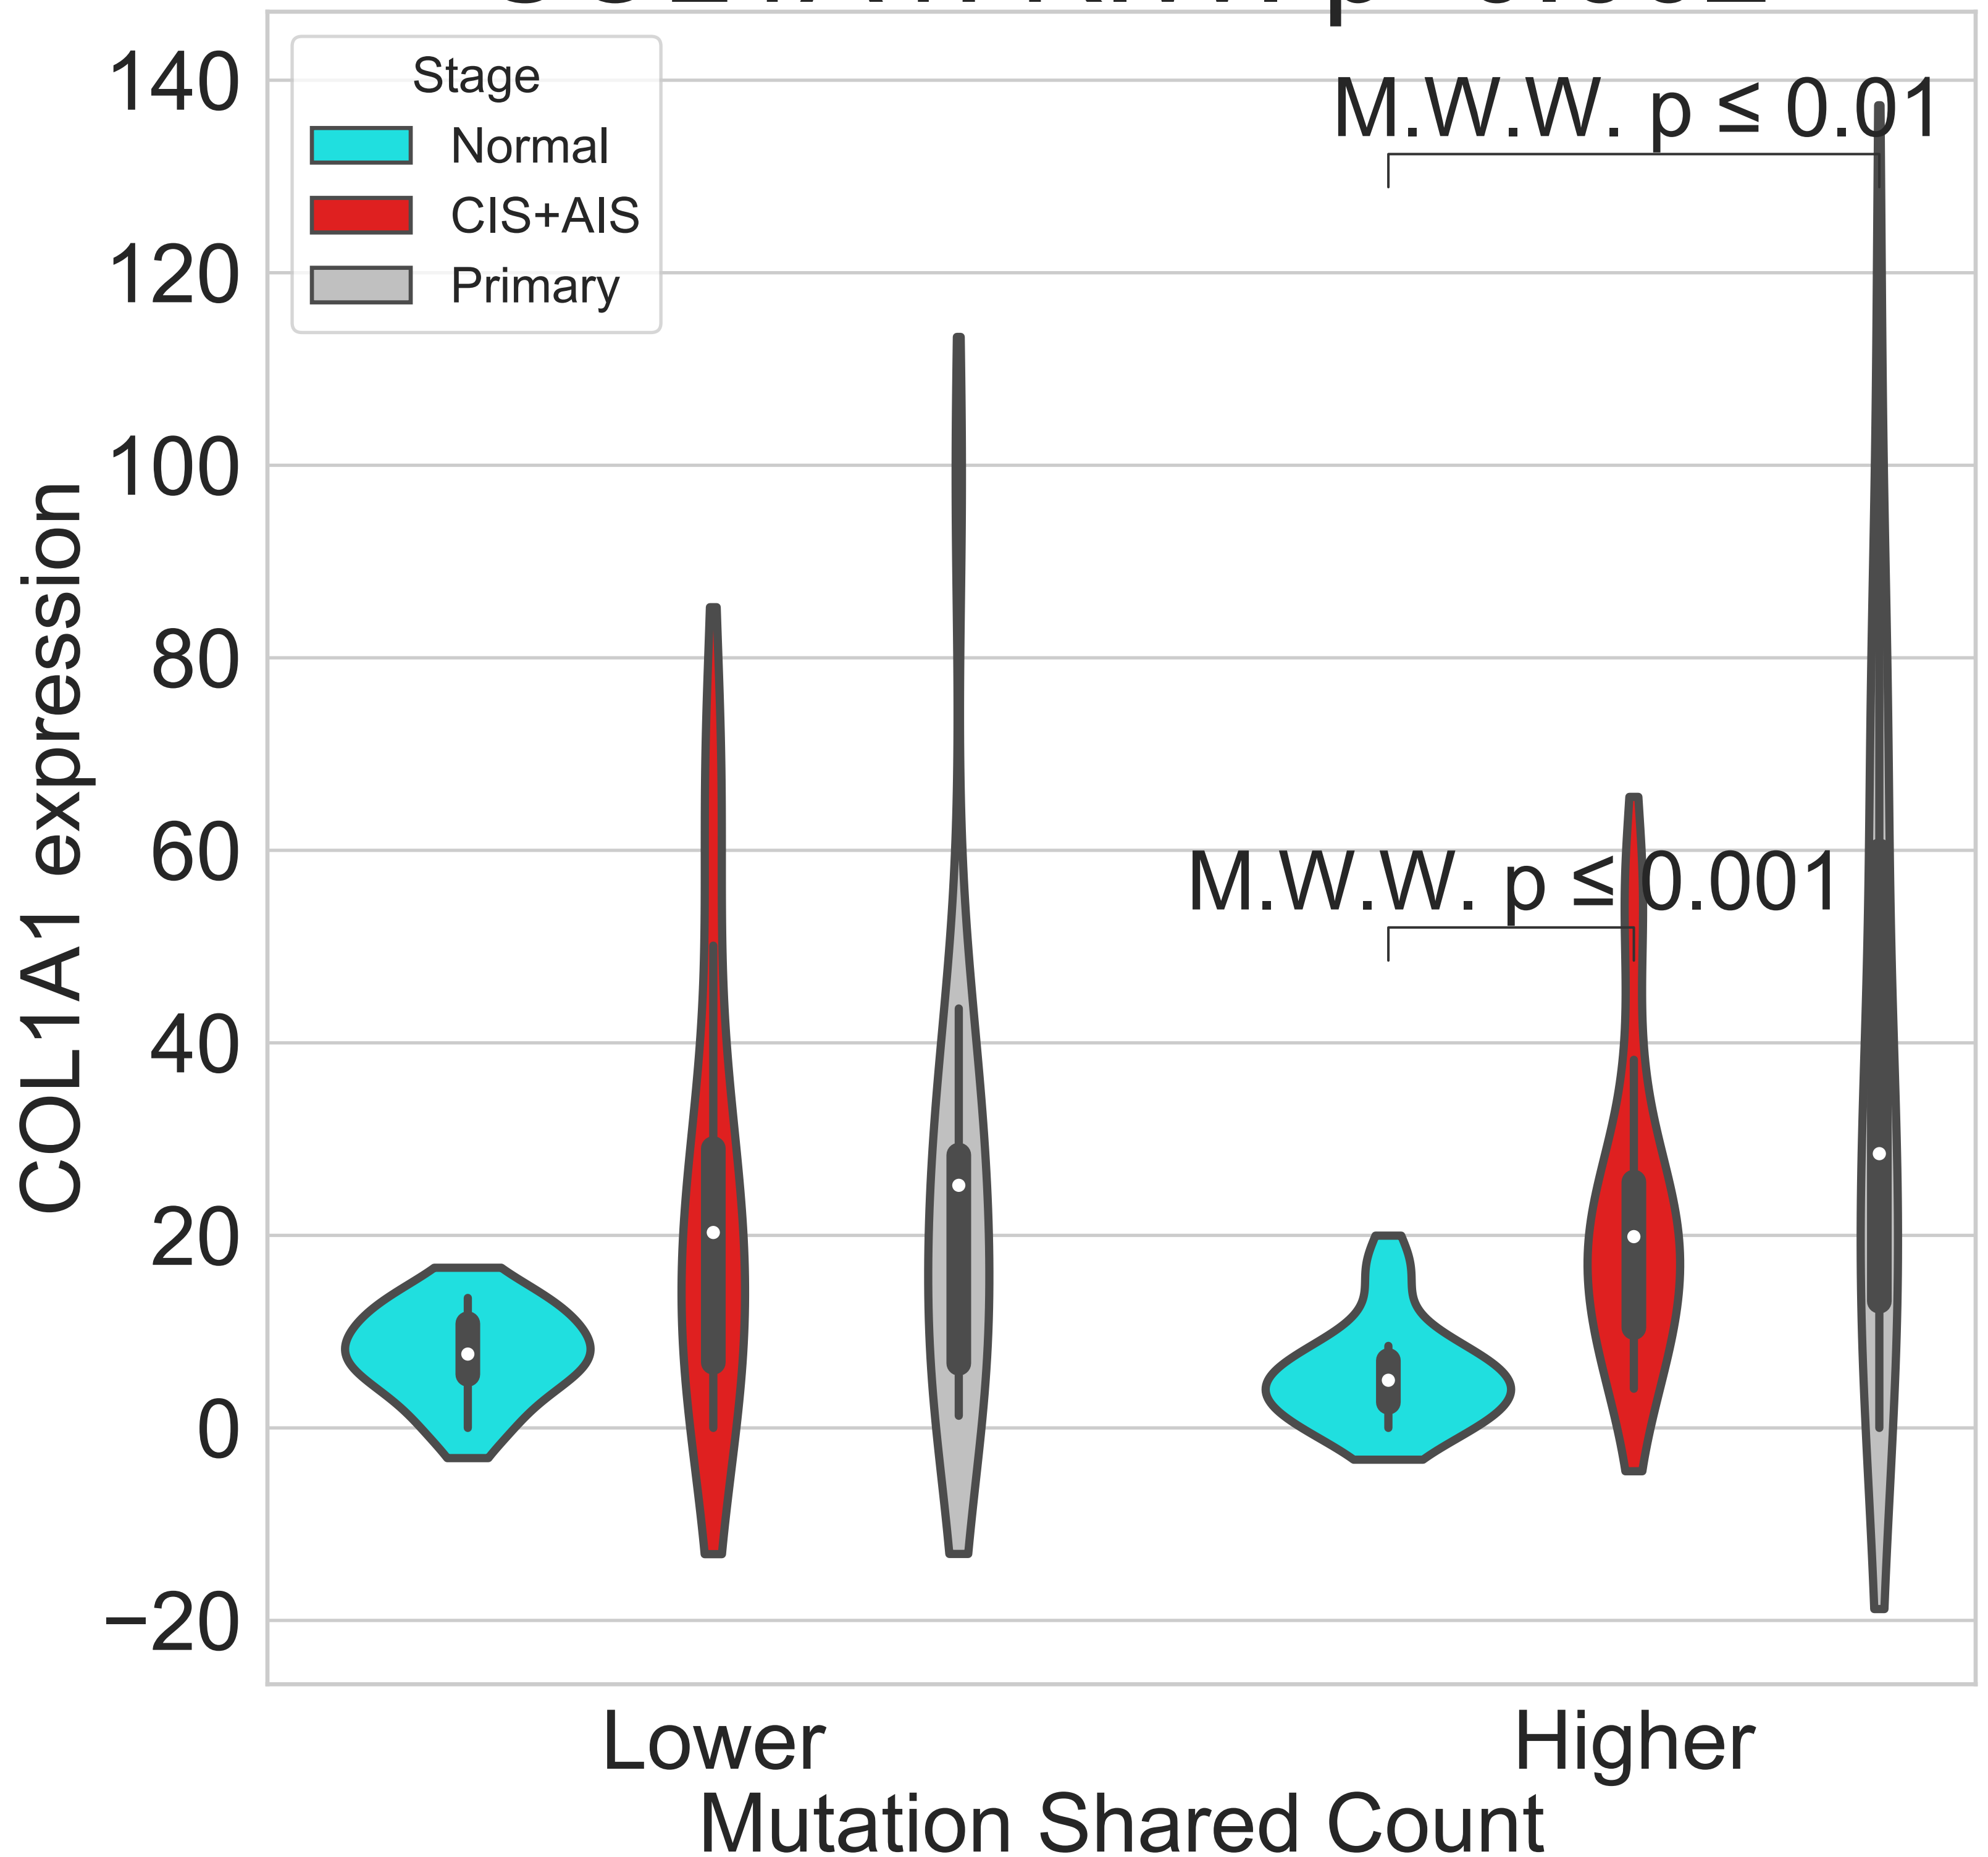 140
120
100
80
60
40
20
0
−20
COL1A1 expression
Stage
Normal
CIS+AIS
Primary
M.W.W. p ≤ 0.01
M.W.W. p ≤ 0.001
Lower
Higher
Mutation Shared Count